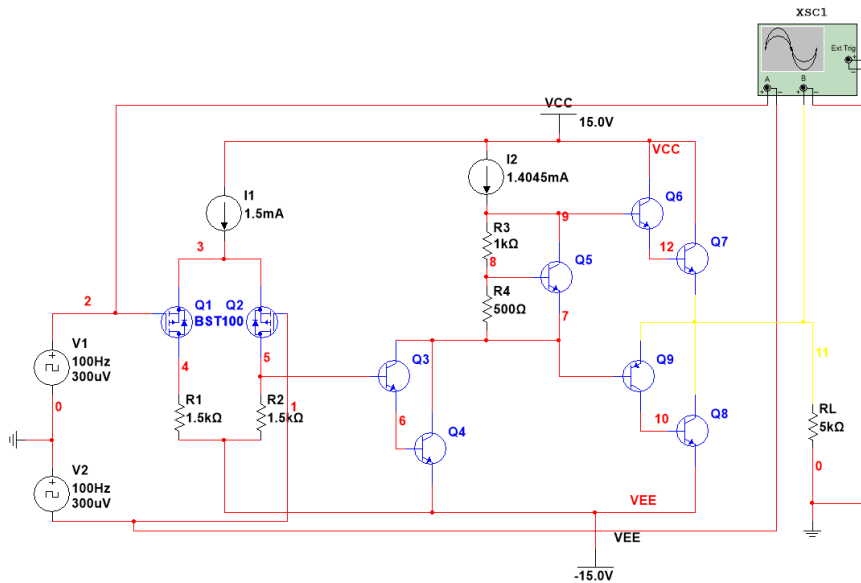 XSC1
Ext Trig
+
A
B
+
-
+
-
VCC
15.0V
VCC
I2
1.4045mA
Q6
I1
1.5mA
9
R3
1kΩ
12
Q7
3
8
Q5
2
Q1
Q2
BST100
R4
500Ω
7
11
V1
100Hz
300uV
4
5
Q3
Q9
0
R1
1.5kΩ
R2
1.5kΩ
1
6
Q4
10
Q8
RL
5kΩ
V2
100Hz
300uV
0
VEE
VEE
-15.0V